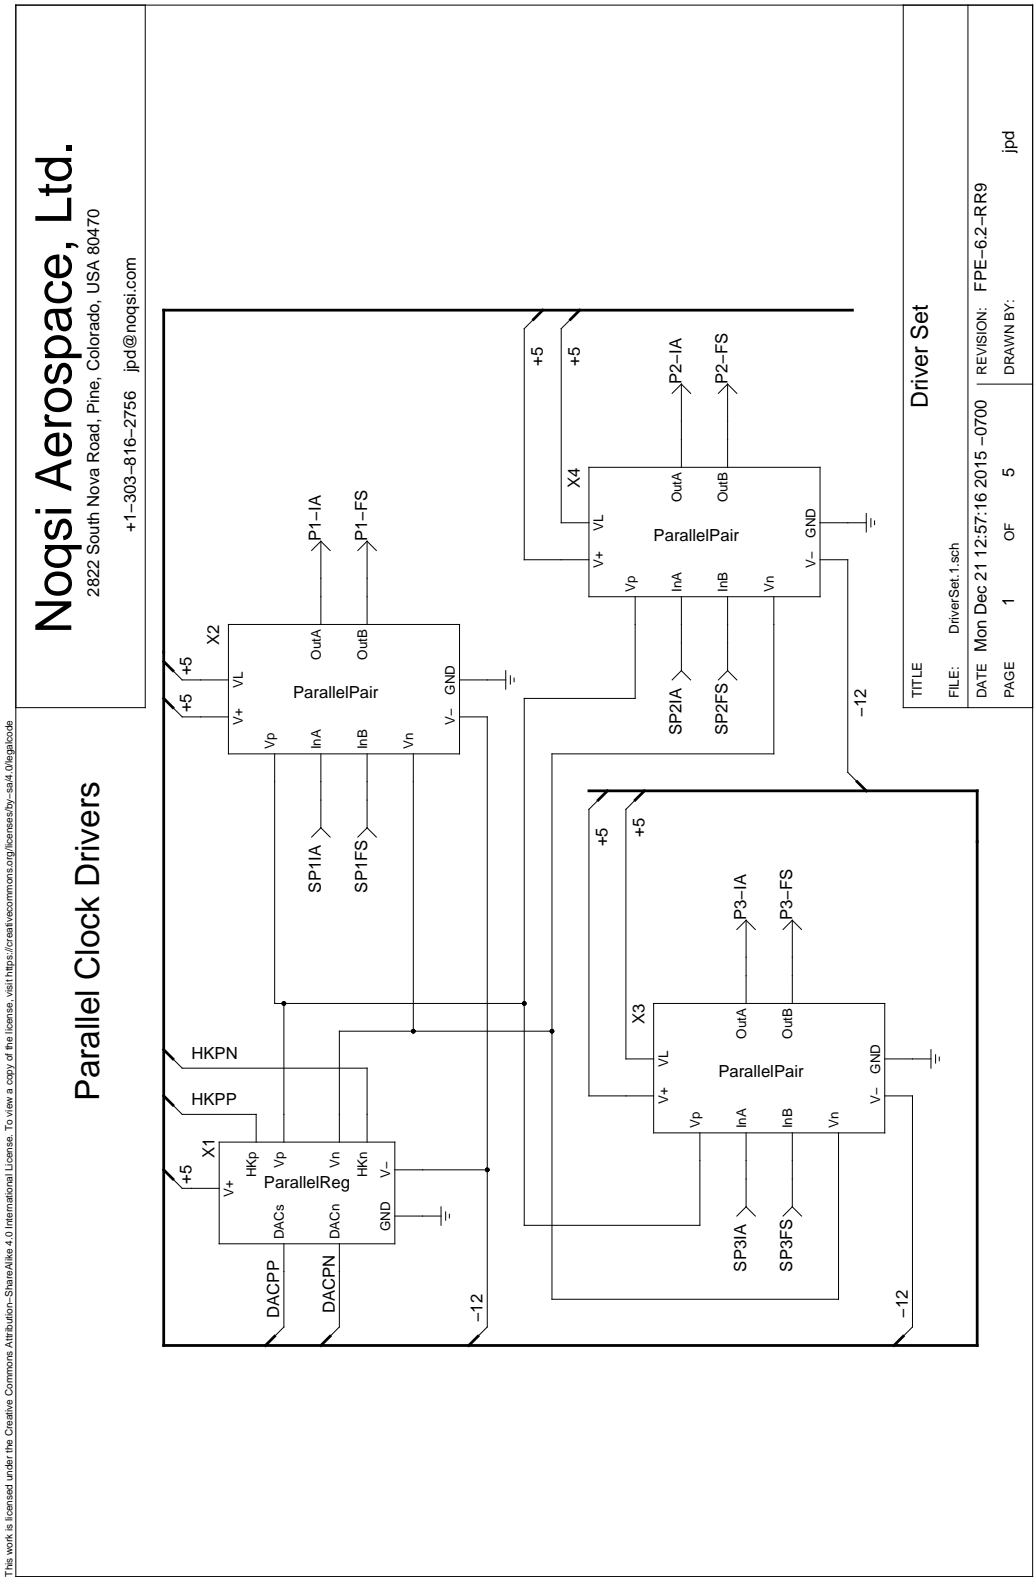 This work is licensed under the Creative Commons Attribution−ShareAlike 4.0 International License. To view a copy of the license, visit https://creativecommons.org/licenses/by−sa/4.0/legalcode
Noqsi Aerospace, Ltd.
2822 South Nova Road, Pine, Colorado, USA 80470
+1−303−816−2756 jpd@noqsi.com
Parallel Clock Drivers
+5
HKPP
HKPN
+5
+5
X1
V+
HKp
Vp
Vn
HKn
ParallelReg
DACs
DACn
GND
V−
DACPP
DACPN
−12
X2
V+
VL
Vp
InA
InB
Vn
ParallelPair
OutA
OutB
V−
GND
SP1IA
SP1FS
P1−IA
P1−FS
+5
+5
X4
V+
VL
Vp
InA
InB
Vn
ParallelPair
OutA
OutB
V−
GND
SP2IA
SP2FS
P2−IA
P2−FS
−12
+5
+5
X3
V+
VL
Vp
InA
InB
Vn
ParallelPair
OutA
OutB
V−
GND
SP3IA
SP3FS
P3−IA
P3−FS
−12
TITLE
Driver Set
FILE: DriverSet.1.sch
DATE Mon Dec 21 12:57:16 2015 −0700
REVISION: FPE−6.2−RR9
PAGE 1 OF 5
DRAWN BY: jpd